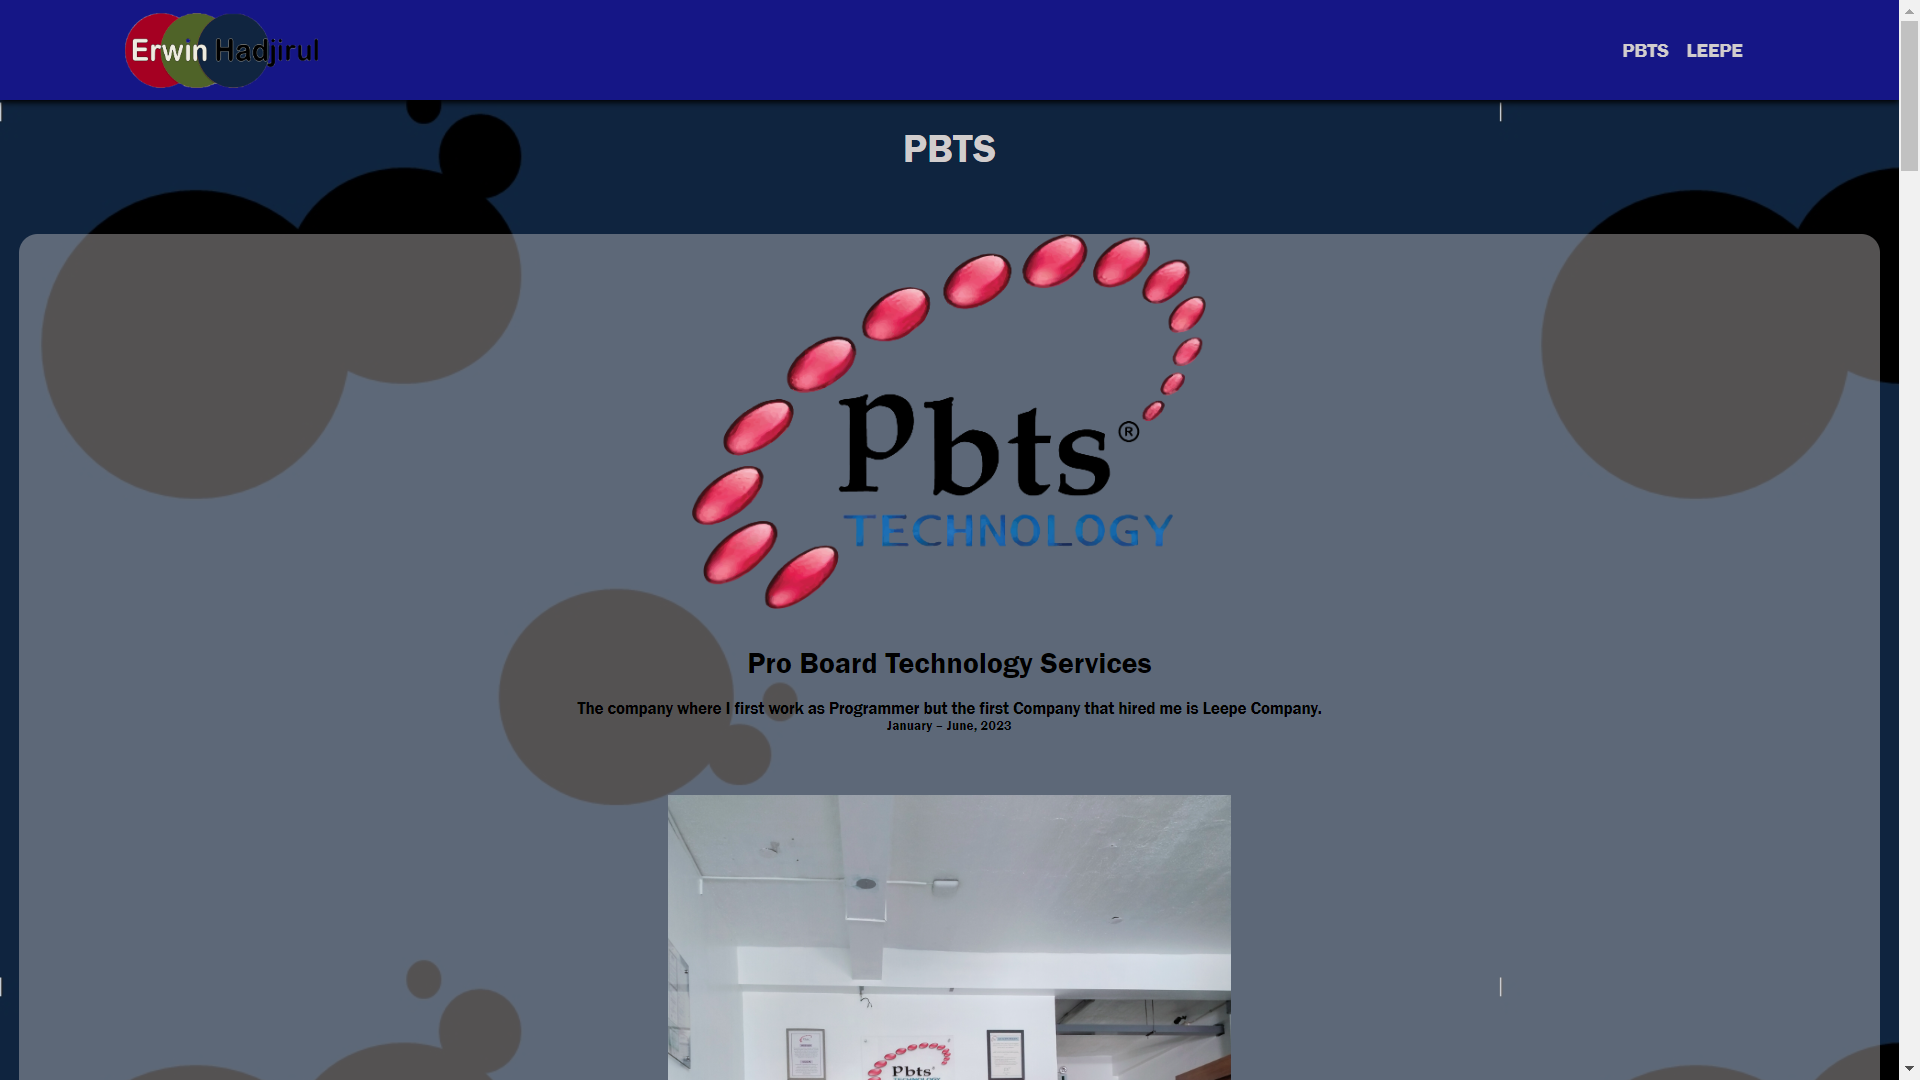 Erwin Hadjirul
PBTS LEEPE
PBTS
Pbts®
TECHNOLOGY
Pro Board Technology Services
The company where I first work as Programmer but the first Company that hired me is Leepe Company.
January – June, 2023
Pbts